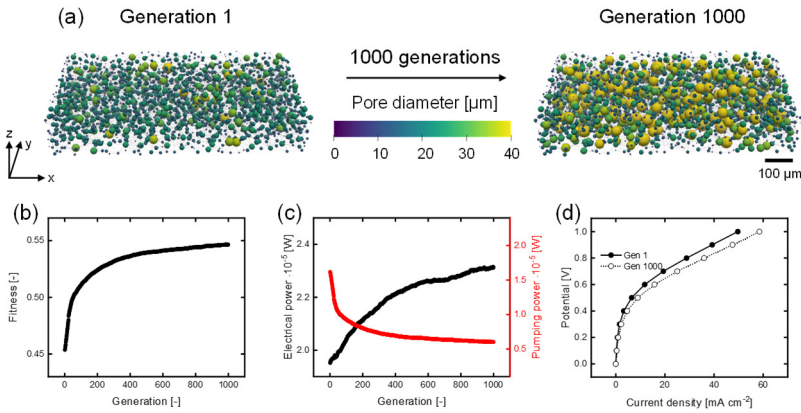 (a) Generation 1 Generation 1000
1000 generations
Pore diameter [µm]
0 10 20 30 40
z y x
100 µm
(b)
Fitness [-]
0.55
0.50
0.45
0 200 400 600 800 1000
Generation [-]
(c)
Electrical power ·10⁻⁵ [W]
2.4
2.2
2.0
0 200 400 600 800 1000
Generation [-]
2.0
1.5
1.0
0.5
Pumping power ·10⁻⁵ [W]
(d)
Potential [V]
1.0
0.8
0.6
0.4
0.2
0.0
Gen 1
Gen 1000
0 20 40 60
Current density [mA cm⁻²]